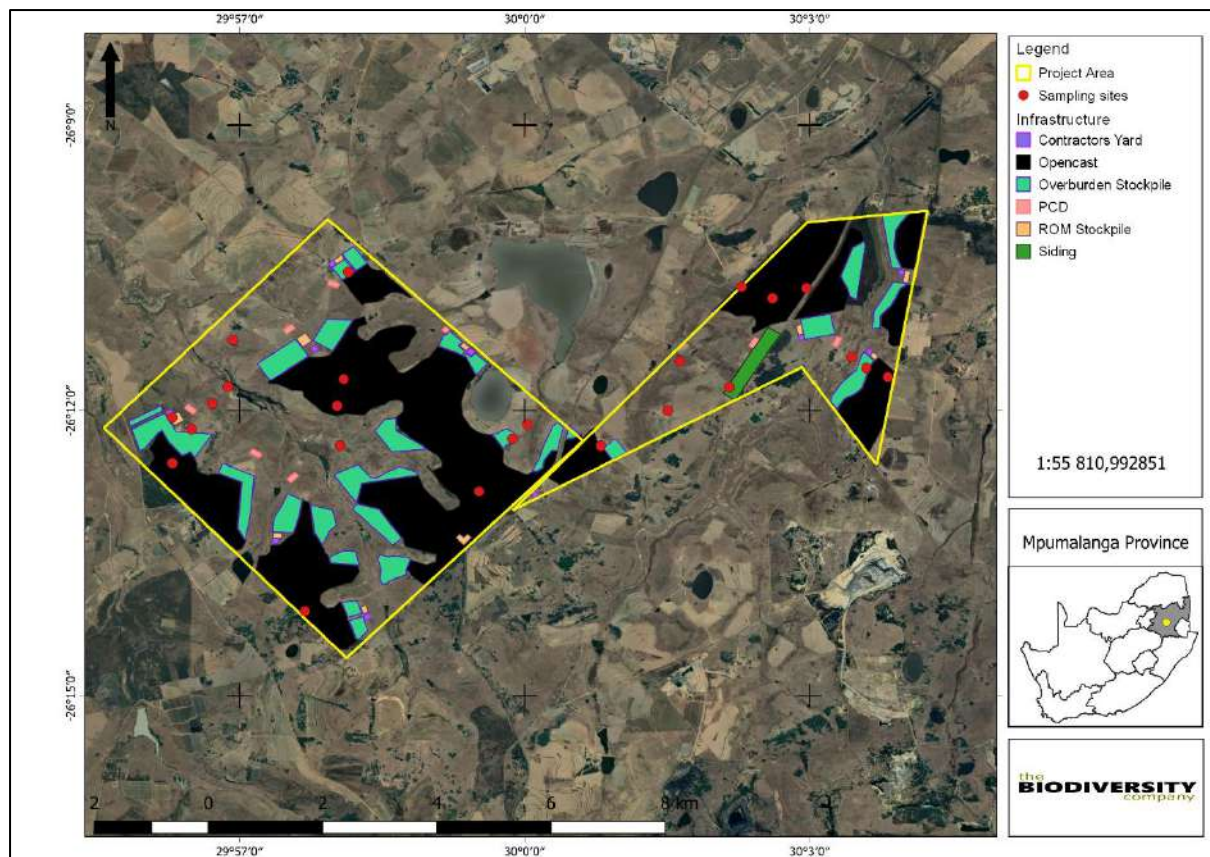 29°57'0"
30°0'0"
30°3'0"
-26°9'0"
-26°12'0"
-26°15'0"
N
2 0 2 4 6 8 km
29°57'0"
30°0'0"
30°3'0"
Legend
Project Area
Sampling sites
Infrastructure
Contractors Yard
Opencast
Overburden Stockpile
PCD
ROM Stockpile
Siding
1:55 810,992851
Mpumalanga Province
the
BIODIVERSITY
company